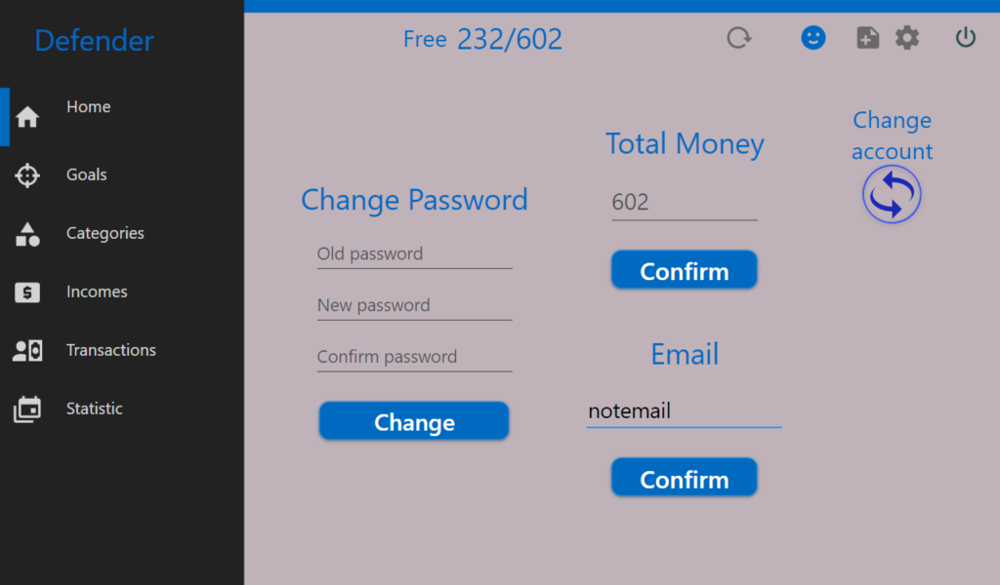 Defender
Home
Goals
Categories
Incomes
Transactions
Statistic
Free 232/602
Change Password
Old password
New password
Confirm password
Change
Total Money
602
Confirm
Email
notemail
Confirm
Change
account